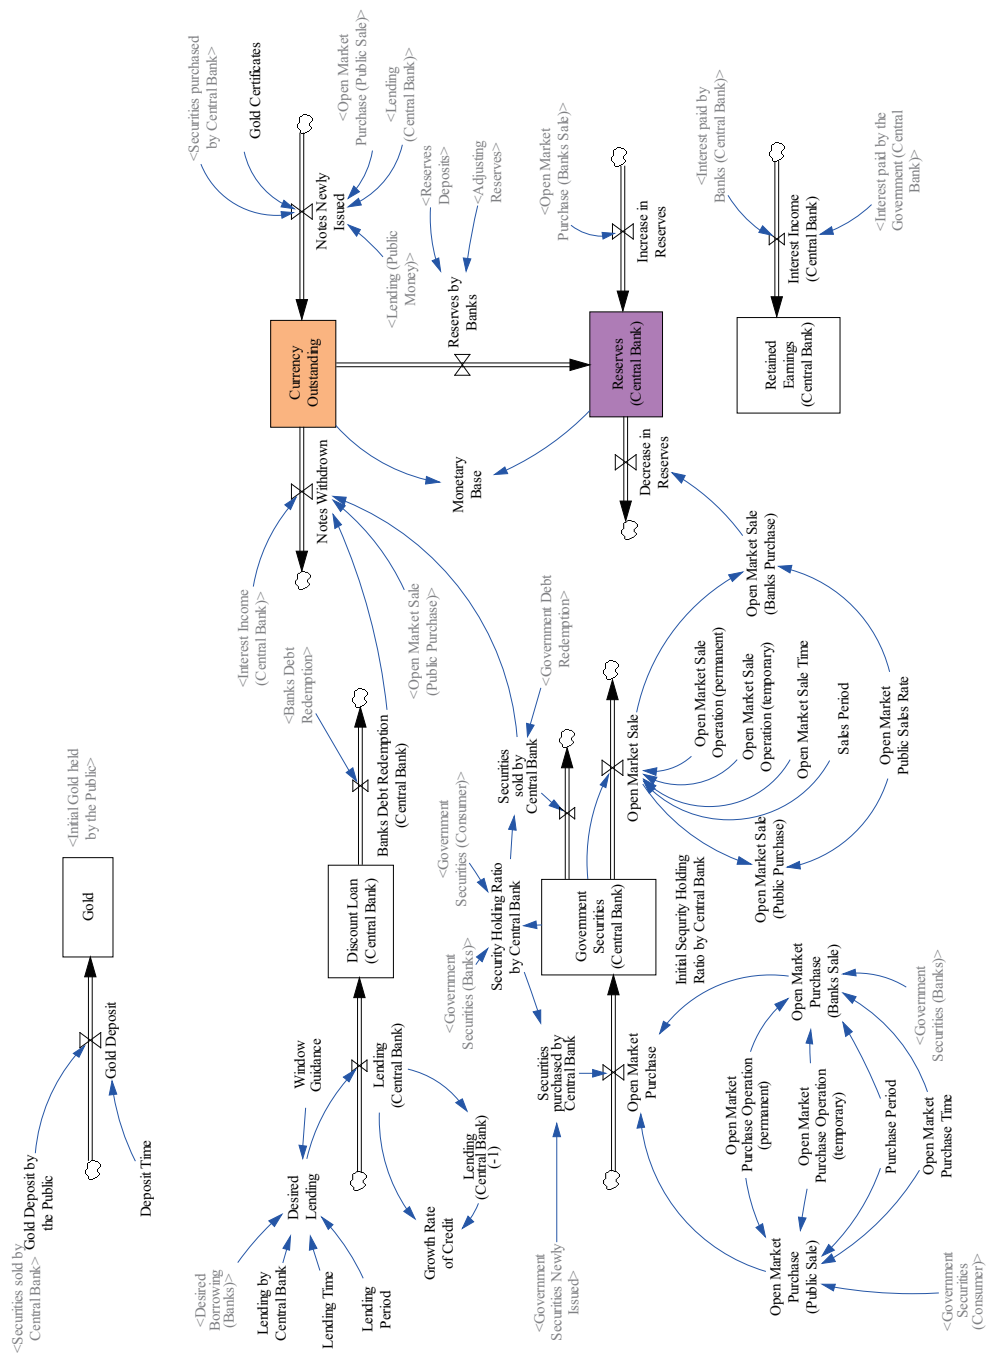 <Securities sold by
Central Bank>
Gold Deposit by
the Public
Deposit Time
Gold Deposit
Gold
<Initial Gold held
by the Public>
<Desired
Borrowing
(Banks)>
Lending by
Central Bank
Lending Time
Lending
Period
Desired
Lending
Window
Guidance
Lending
(Central Bank)
Growth Rate
of Credit
Lending
(Central Bank)
(-1)
Discount Loan
(Central Bank)
Banks Debt Redemption
(Central Bank)
<Banks Debt
Redemption>
<Interest Income
(Central Bank)>
<Open Market Sale
(Public Purchase)>
Notes Withdrown
Currency
Outstanding
Notes Newly
Issued
<Securities purchased
by Central Bank>
Gold Certificates
<Open Market
Purchase (Public Sale)>
<Lending
(Central Bank)>
<Lending (Public
Money)>
<Reserves
Deposits>
<Adjusting
Reserves>
Reserves by
Banks
Monetary
Base
<Government
Securities (Banks)>
<Government
Securities (Consumer)>
Security Holding Ratio
by Central Bank
Securities
sold by
Central Bank
<Government Debt
Redemption>
<Government
Securities Newly
Issued>
Securities
purchased by
Central Bank
Government
Securities
(Central Bank)
Open Market
Purchase
Open Market Sale
Initial Sequrity Holding
Ratio by Central Bank
Decrease in
Reserves
Reserves
(Central Bank)
Increase in
Reserves
<Open Market
Purchase (Banks Sale)>
Open Market
Purchase
(Public Sale)
Open Market
Purchase Operation
(permanent)
Open Market
Purchase Operation
(temporary)
Purchase Period
Open Market
Purchase Time
Open Market
Purchase
(Banks Sale)
<Government
Securities (Banks)>
<Government
Securities
(Consumer)>
Open Market Sale
(Public Purchase)
Open Market Sale
Operation (permanent)
Open Market Sale
Operation (temporary)
Open Market Sale Time
Sales Period
Open Market
Public Sales Rate
Open Market Sale
(Banks Purchase)
Retained
Earnings
(Central Bank)
Interest Income
(Central Bank)
<Interest paid by
Banks (Central Bank)>
<Interest paid by the
Government (Central
Bank)>